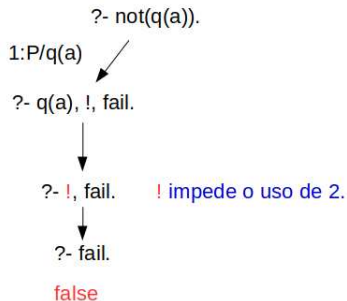 ?- not(q(a)).
1:P/q(a)
?- q(a), !, fail.
?- !, fail. ! impede o uso de 2.
?- fail.
false